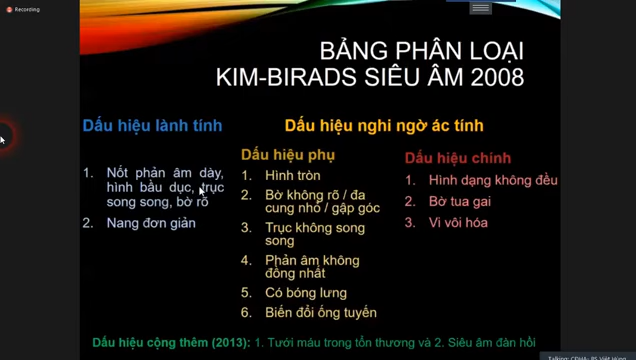 Recording
BẢNG PHÂN LOẠI
KIM-BIRADS SIÊU ÂM 2008
Dấu hiệu lành tính
1. Nốt phản âm dày,
hình bầu dục, trục
song song, bờ rõ
2. Nang đơn giản
Dấu hiệu nghi ngờ ác tính
Dấu hiệu phụ
1. Hình tròn
2. Bờ không rõ / đa
cung nhỏ / gập góc
3. Trục không song
song
4. Phản âm không
đồng nhất
5. Có bóng lưng
6. Biến đổi ống tuyến
Dấu hiệu chính
1. Hình dạng không đều
2. Bờ tua gai
3. Vi vôi hóa
Dấu hiệu cộng thêm (2013): 1. Tưới máu trong tổn thương và 2. Siêu âm đàn hồi
Talking: CDHA- BS Việt Hùng